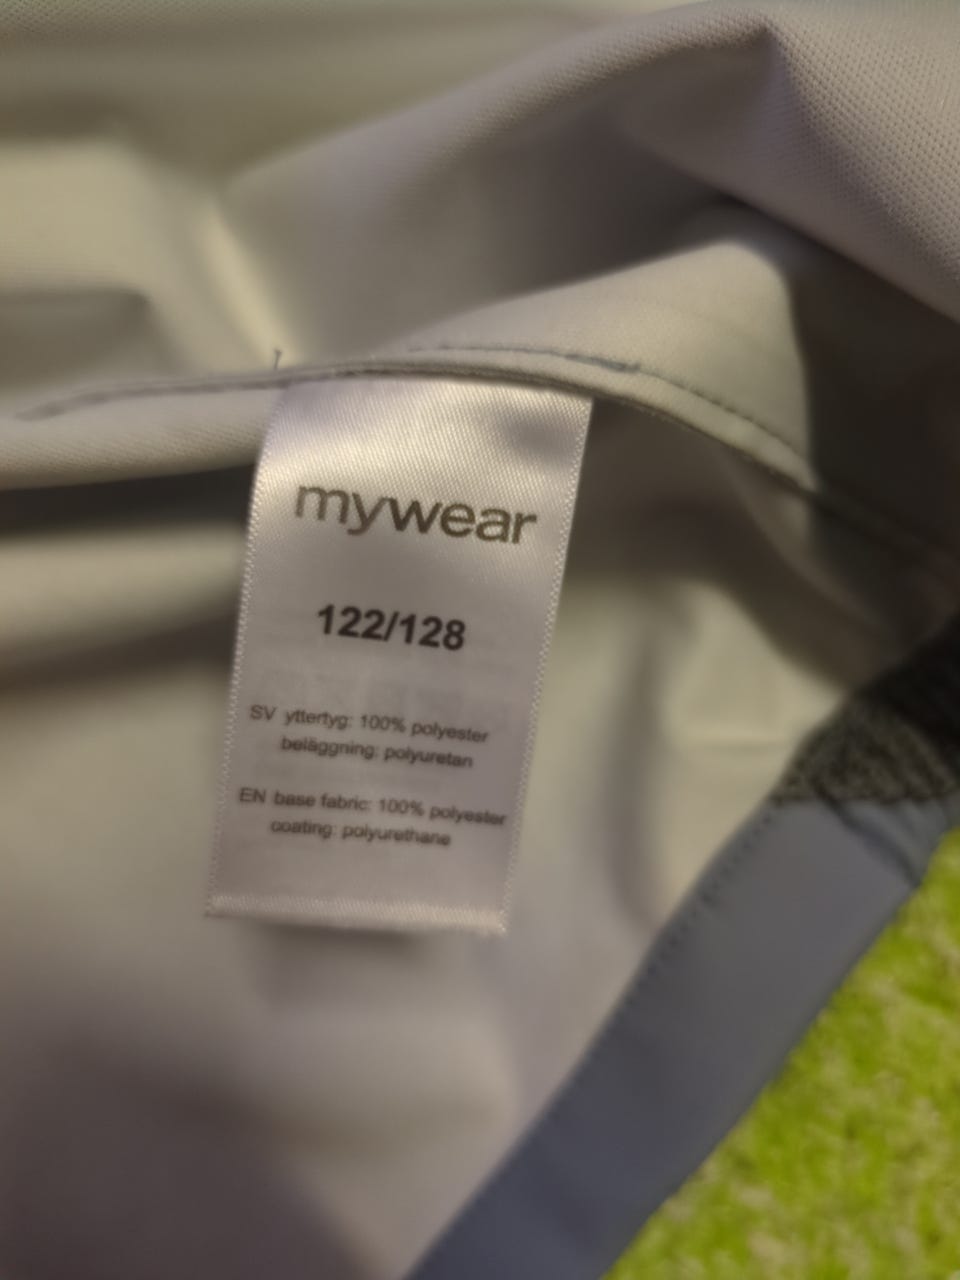 mywear
122/128
SV yttertyg: 100% polyester
beläggning: polyuretan
EN base fabric: 100% polyester
coating: polyurethane